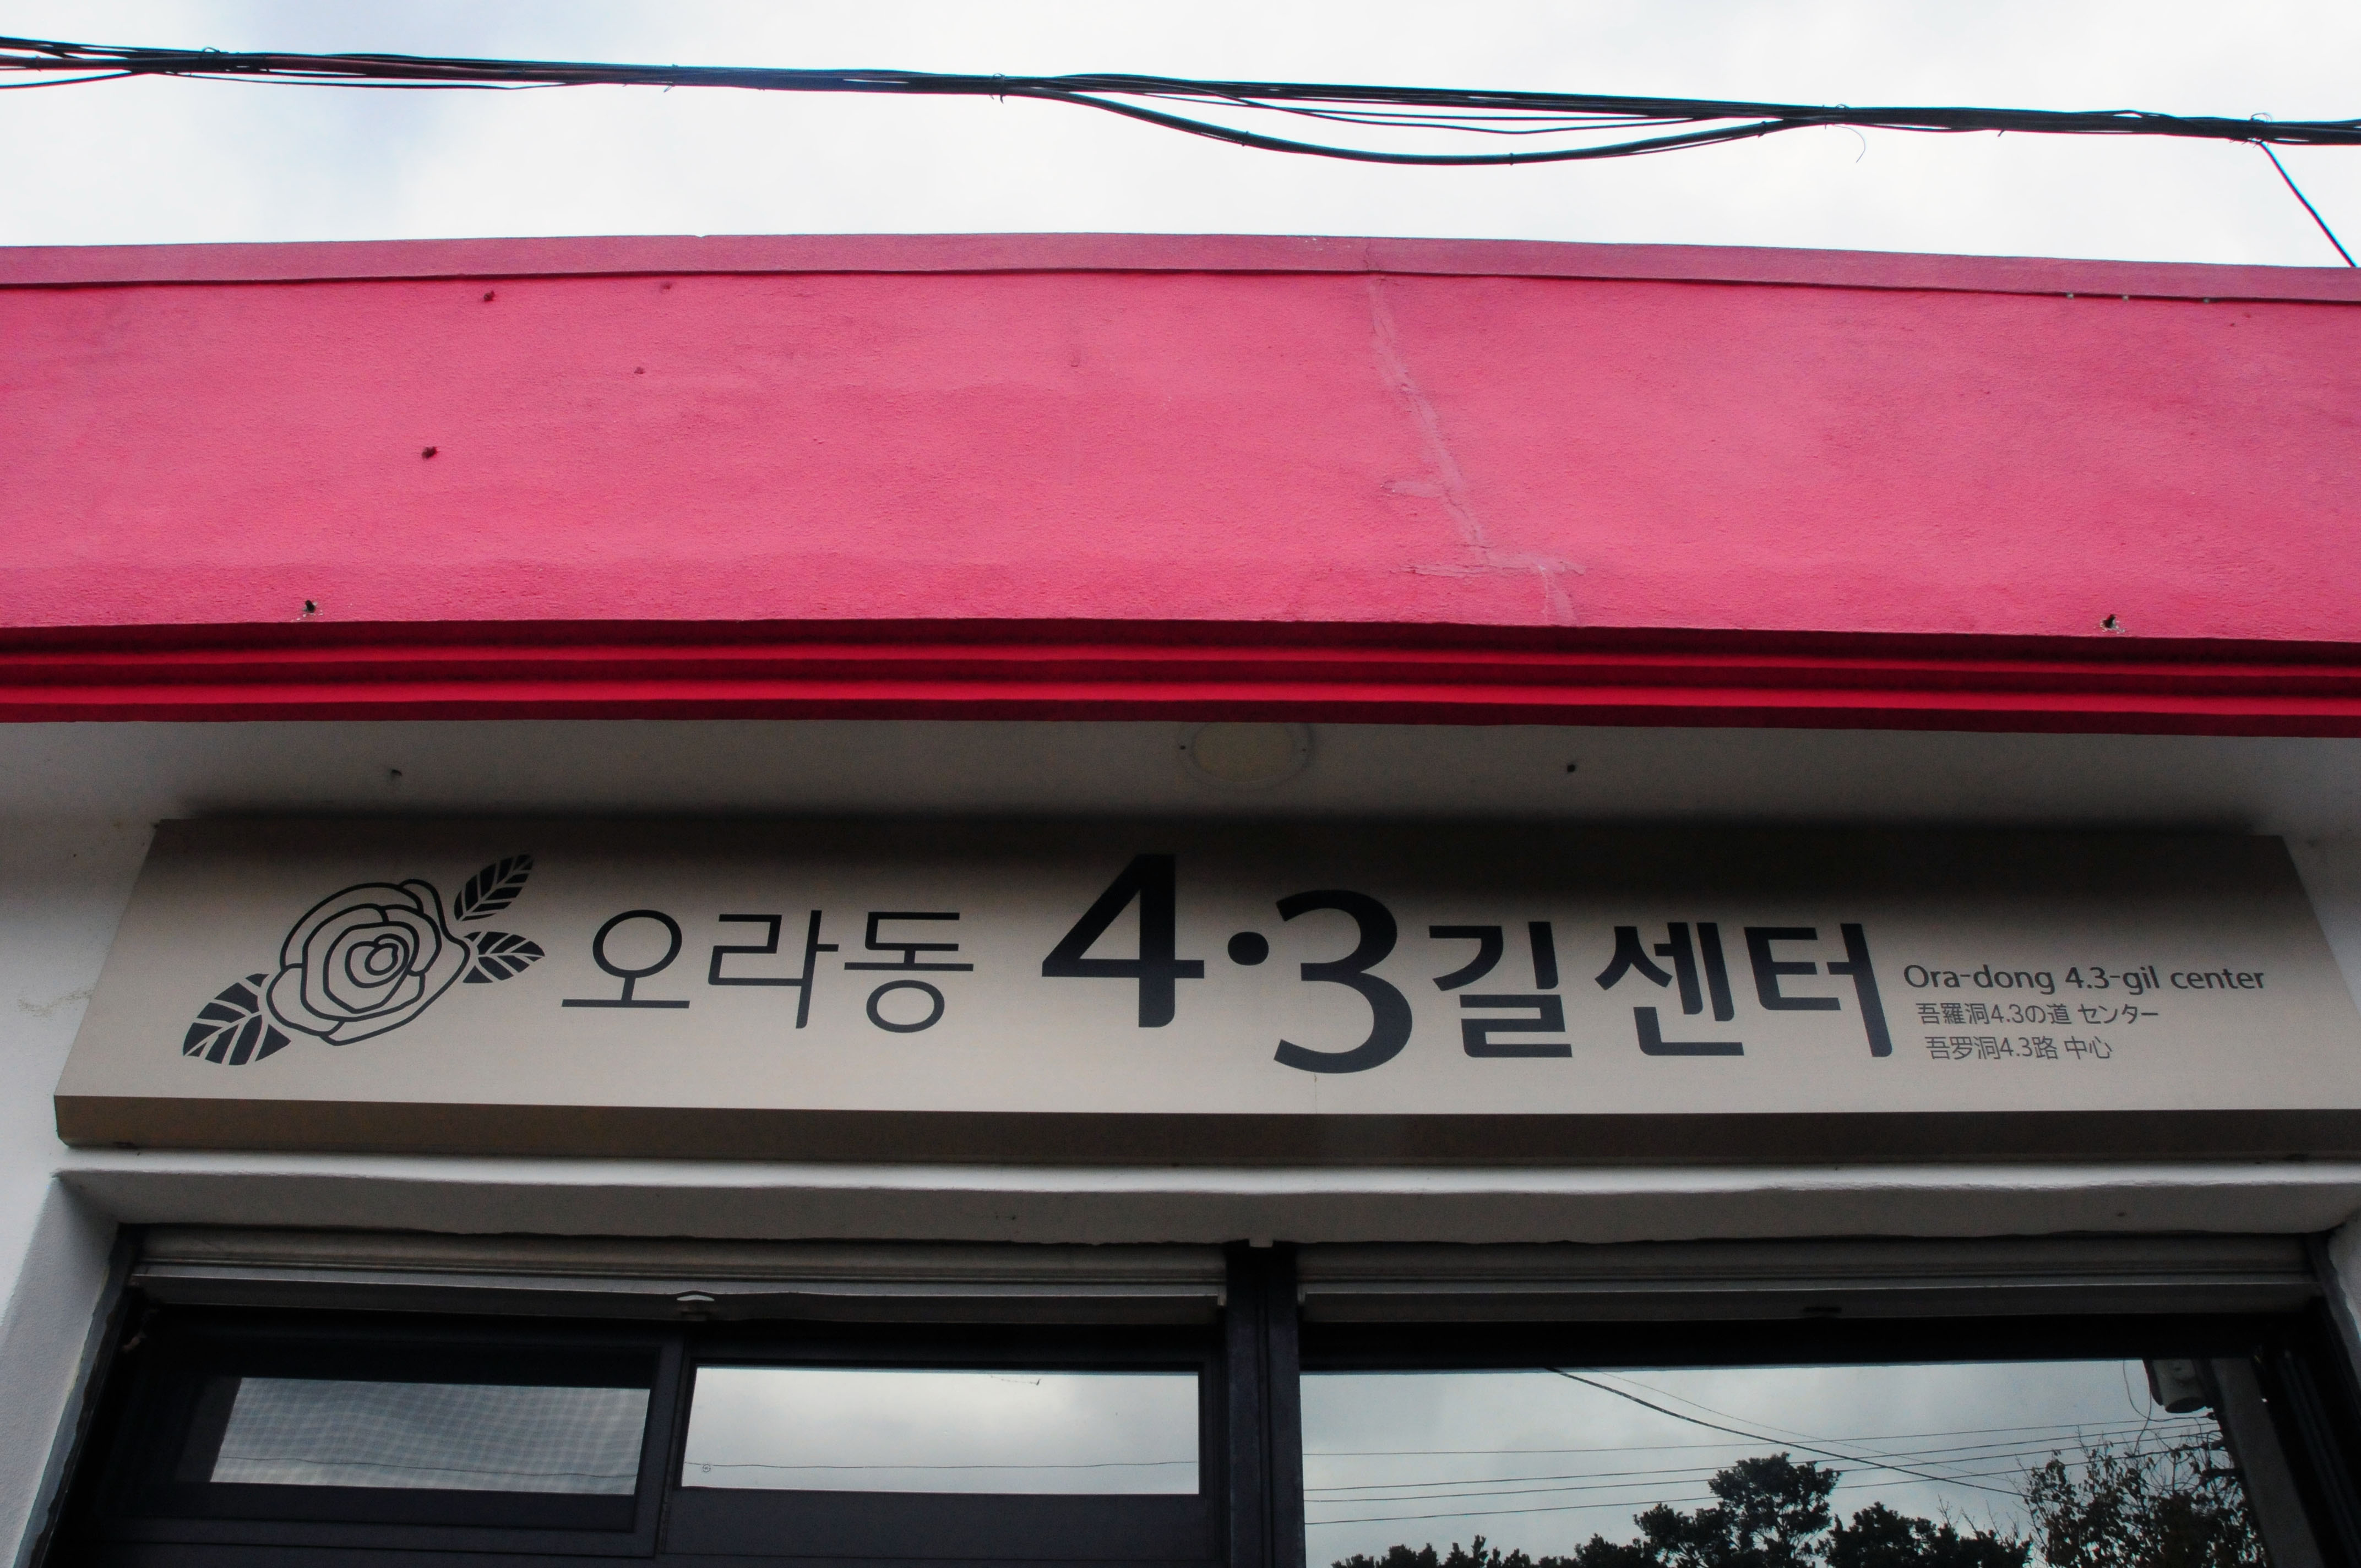 오라동 4·3길센터
Ora-dong 4.3-gil center
吾羅洞4.3の道 センター
吾罗洞4.3路 中心